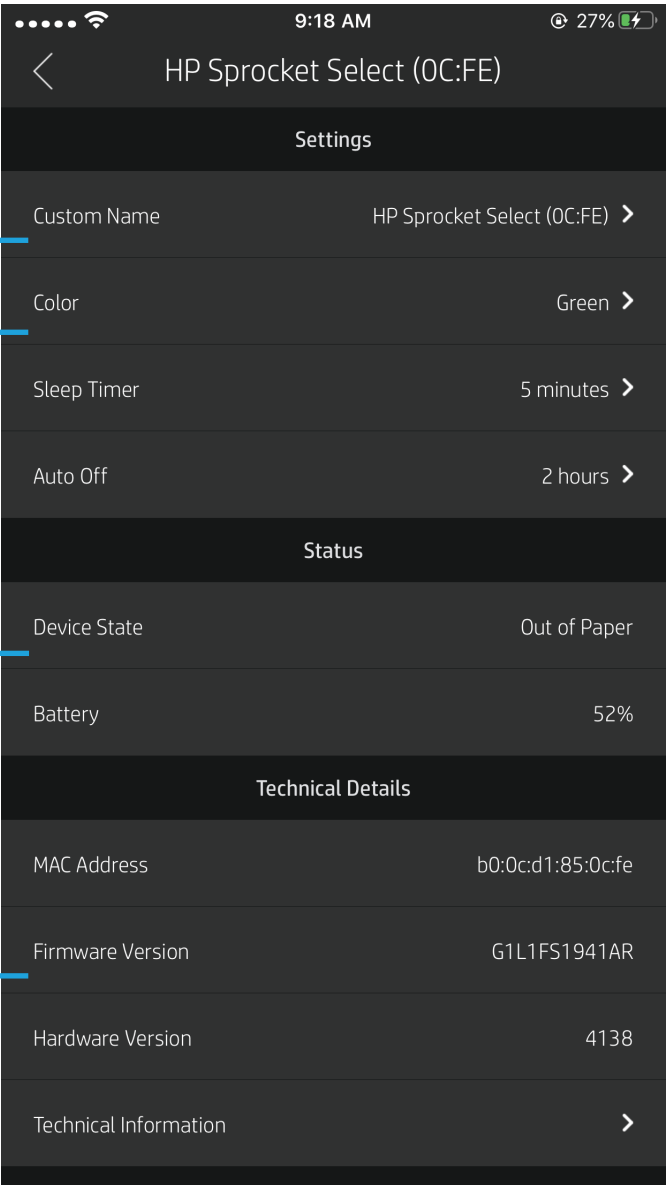 9:18 AM 27%
HP Sprocket Select (0C:FE)
Settings
Custom Name HP Sprocket Select (0C:FE)
Color Green
Sleep Timer 5 minutes
Auto Off 2 hours
Status
Device State Out of Paper
Battery 52%
Technical Details
MAC Address b0:0c:d1:85:0c:fe
Firmware Version G1L1FS1941AR
Hardware Version 4138
Technical Information